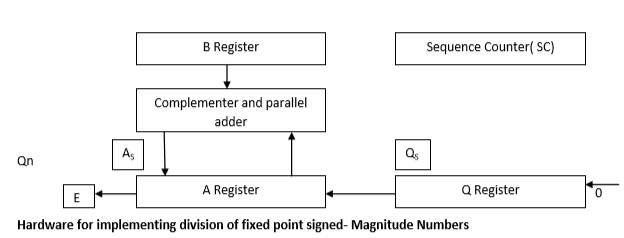 B Register
Sequence Counter( SC)
Complementer and parallel
adder
Qn
As
Qs
E
A Register
Q Register
0
Hardware for implementing division of fixed point signed- Magnitude Numbers